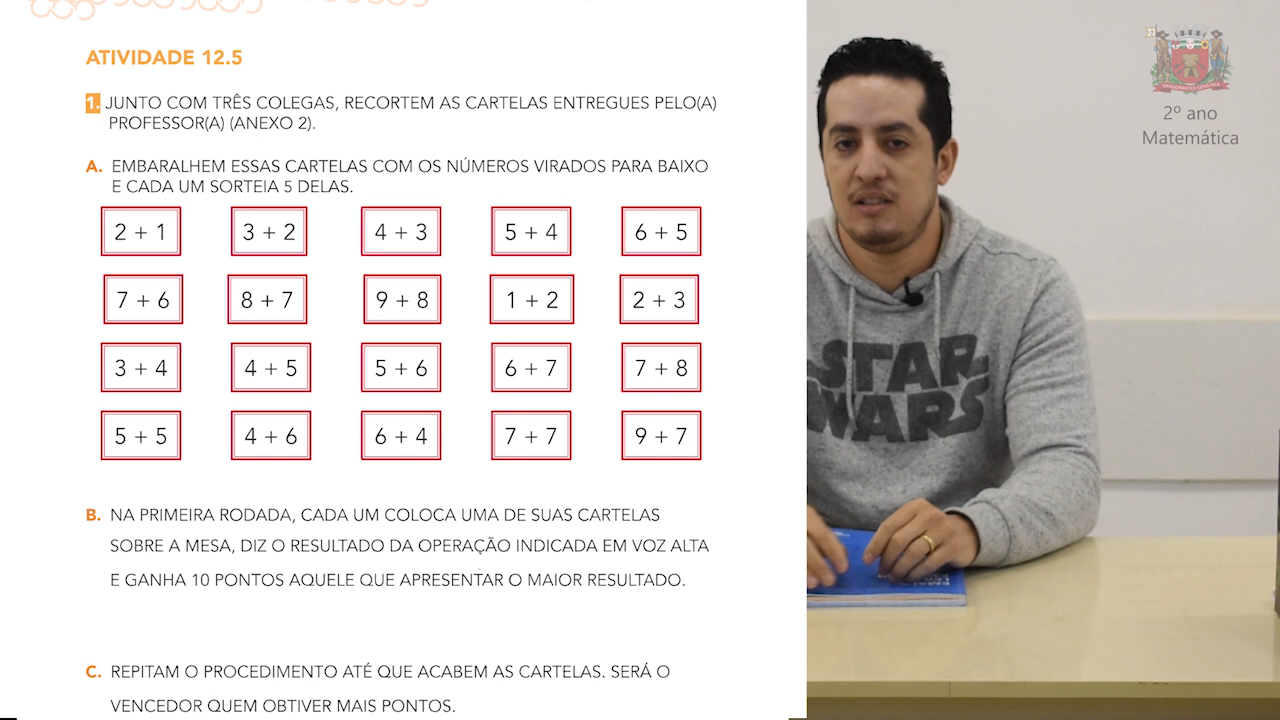 ATIVIDADE 12.5
1. JUNTO COM TRÊS COLEGAS, RECORTEM AS CARTELAS ENTREGUES PELO(A)
PROFESSOR(A) (ANEXO 2).
A. EMBARALHEM ESSAS CARTELAS COM OS NÚMEROS VIRADOS PARA BAIXO
E CADA UM SORTEIA 5 DELAS.
2 + 1 3 + 2 4 + 3 5 + 4 6 + 5
7 + 6 8 + 7 9 + 8 1 + 2 2 + 3
3 + 4 4 + 5 5 + 6 6 + 7 7 + 8
5 + 5 4 + 6 6 + 4 7 + 7 9 + 7
B. NA PRIMEIRA RODADA, CADA UM COLOCA UMA DE SUAS CARTELAS
SOBRE A MESA, DIZ O RESULTADO DA OPERAÇÃO INDICADA EM VOZ ALTA
E GANHA 10 PONTOS AQUELE QUE APRESENTAR O MAIOR RESULTADO.
C. REPITAM O PROCEDIMENTO ATÉ QUE ACABEM AS CARTELAS. SERÁ O
VENCEDOR QUEM OBTIVER MAIS PONTOS.
2º ano
Matemática
STAR
WARS